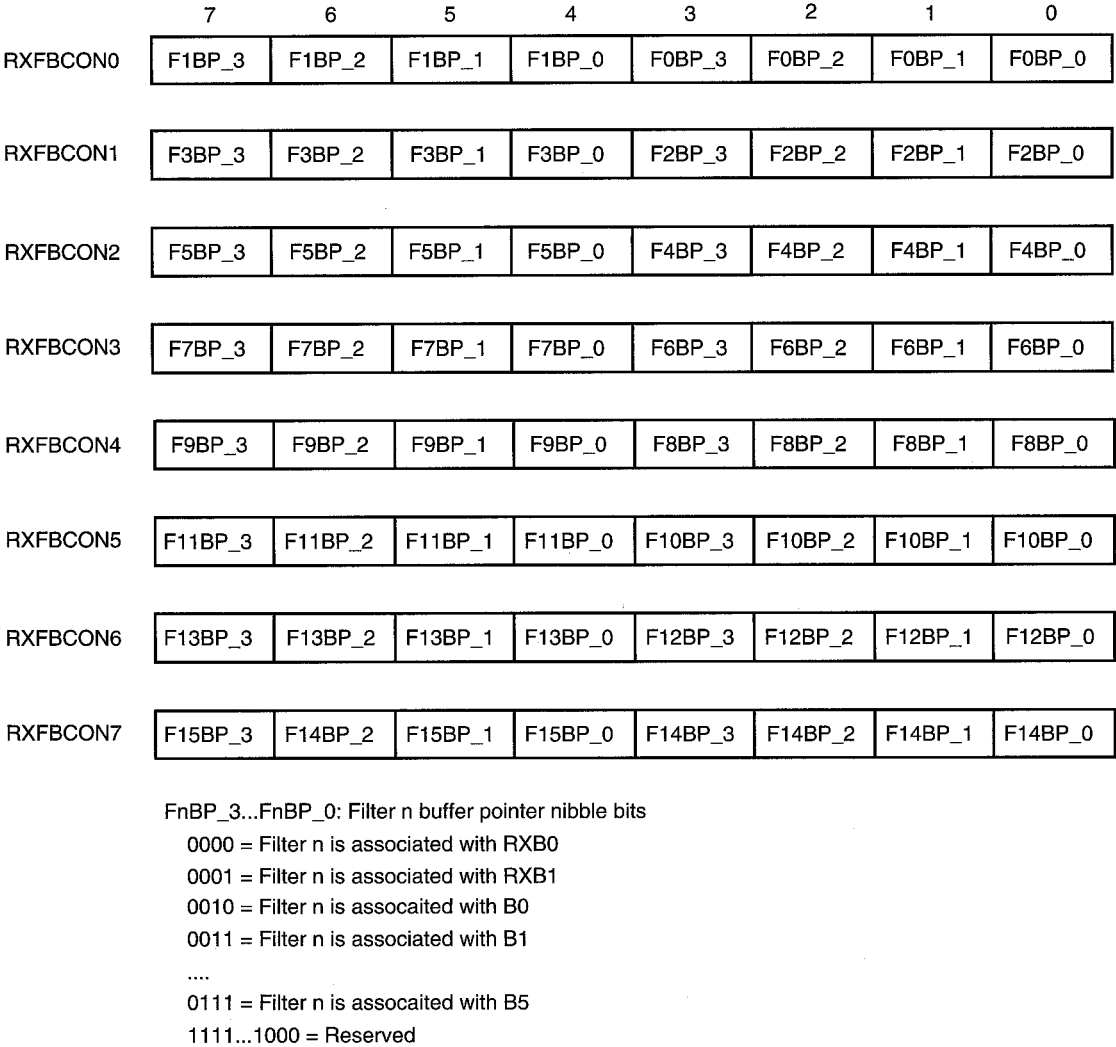 7 6 5 4 3 2 1 0
RXFBCON0 F1BP_3 F1BP_2 F1BP_1 F1BP_0 F0BP_3 F0BP_2 F0BP_1 F0BP_0
RXFBCON1 F3BP_3 F3BP_2 F3BP_1 F3BP_0 F2BP_3 F2BP_2 F2BP_1 F2BP_0
RXFBCON2 F5BP_3 F5BP_2 F5BP_1 F5BP_0 F4BP_3 F4BP_2 F4BP_1 F4BP_0
RXFBCON3 F7BP_3 F7BP_2 F7BP_1 F7BP_0 F6BP_3 F6BP_2 F6BP_1 F6BP_0
RXFBCON4 F9BP_3 F9BP_2 F9BP_1 F9BP_0 F8BP_3 F8BP_2 F8BP_1 F8BP_0
RXFBCON5 F11BP_3 F11BP_2 F11BP_1 F11BP_0 F10BP_3 F10BP_2 F10BP_1 F10BP_0
RXFBCON6 F13BP_3 F13BP_2 F13BP_1 F13BP_0 F12BP_3 F12BP_2 F12BP_1 F12BP_0
RXFBCON7 F15BP_3 F14BP_2 F15BP_1 F15BP_0 F14BP_3 F14BP_2 F14BP_1 F14BP_0
FnBP_3...FnBP_0: Filter n buffer pointer nibble bits
0000 = Filter n is associated with RXB0
0001 = Filter n is associated with RXB1
0010 = Filter n is assocaited with B0
0011 = Filter n is associated with B1
....
0111 = Filter n is assocaited with B5
1111...1000 = Reserved